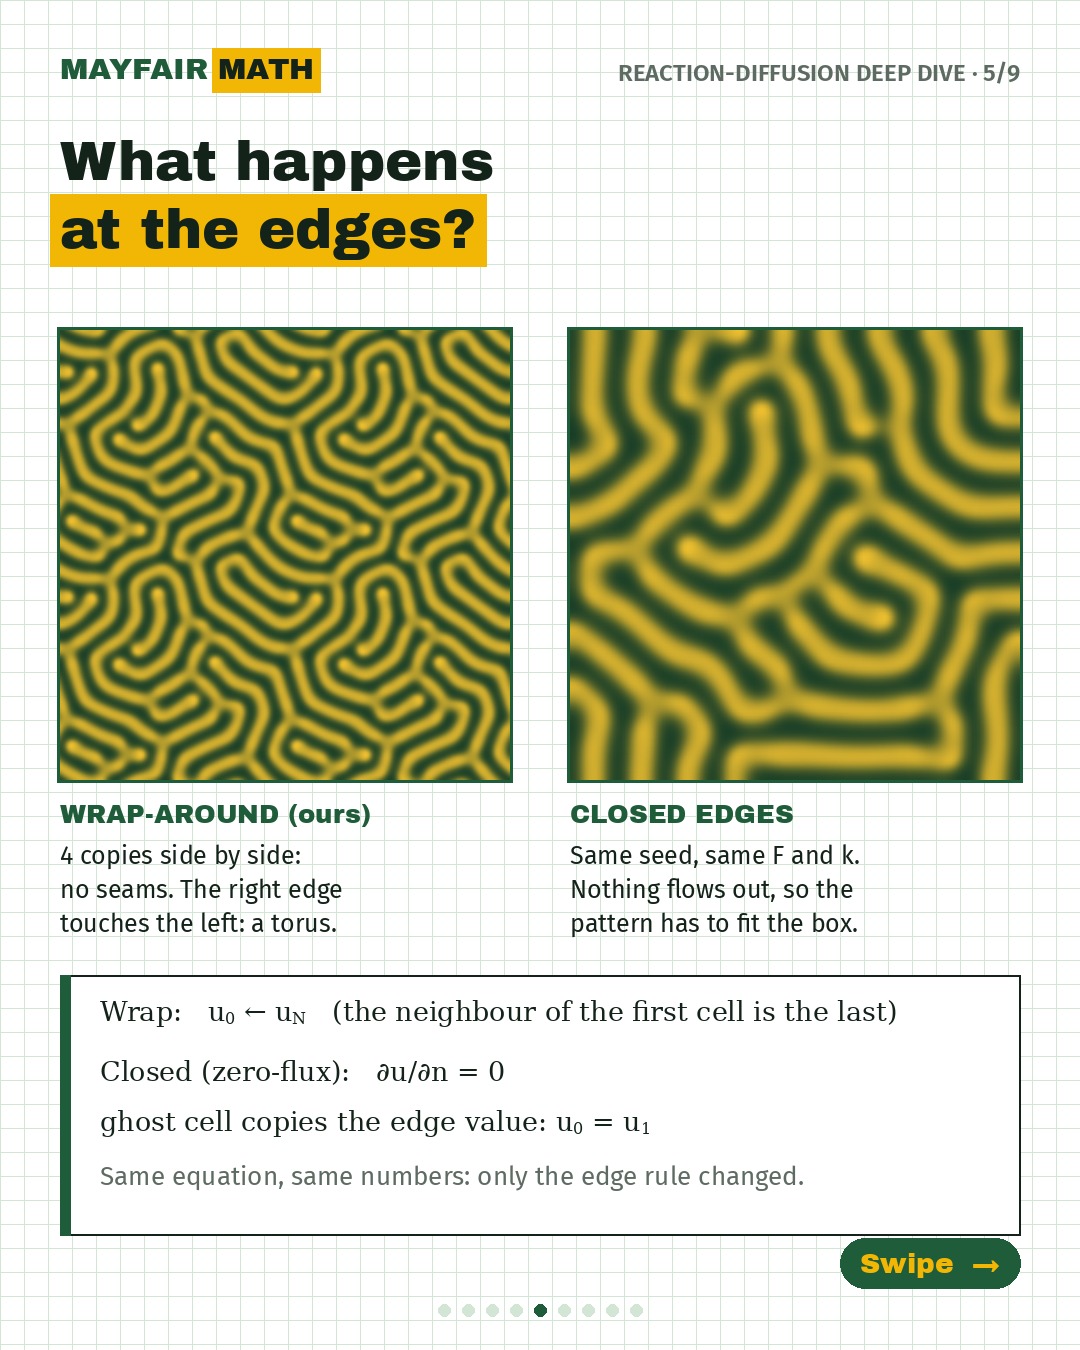 MAYFAIR MATH
REACTION-DIFFUSION DEEP DIVE · 5/9
What happens
at the edges?
WRAP-AROUND (ours)
4 copies side by side:
no seams. The right edge
touches the left: a torus.
CLOSED EDGES
Same seed, same F and k.
Nothing flows out, so the
pattern has to fit the box.
Wrap: u₀ ← u_N (the neighbour of the first cell is the last)
Closed (zero-flux): ∂u/∂n = 0
ghost cell copies the edge value: u₀ = u₁
Same equation, same numbers: only the edge rule changed.
Swipe →